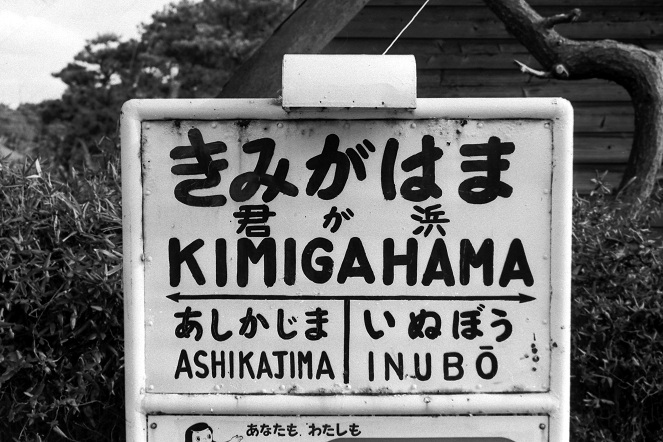 きみがはま
君が浜
KIMIGAHAMA
あしかじま いぬぼう
ASHIKAJIMA INUBŌ
あなたも、わたしも